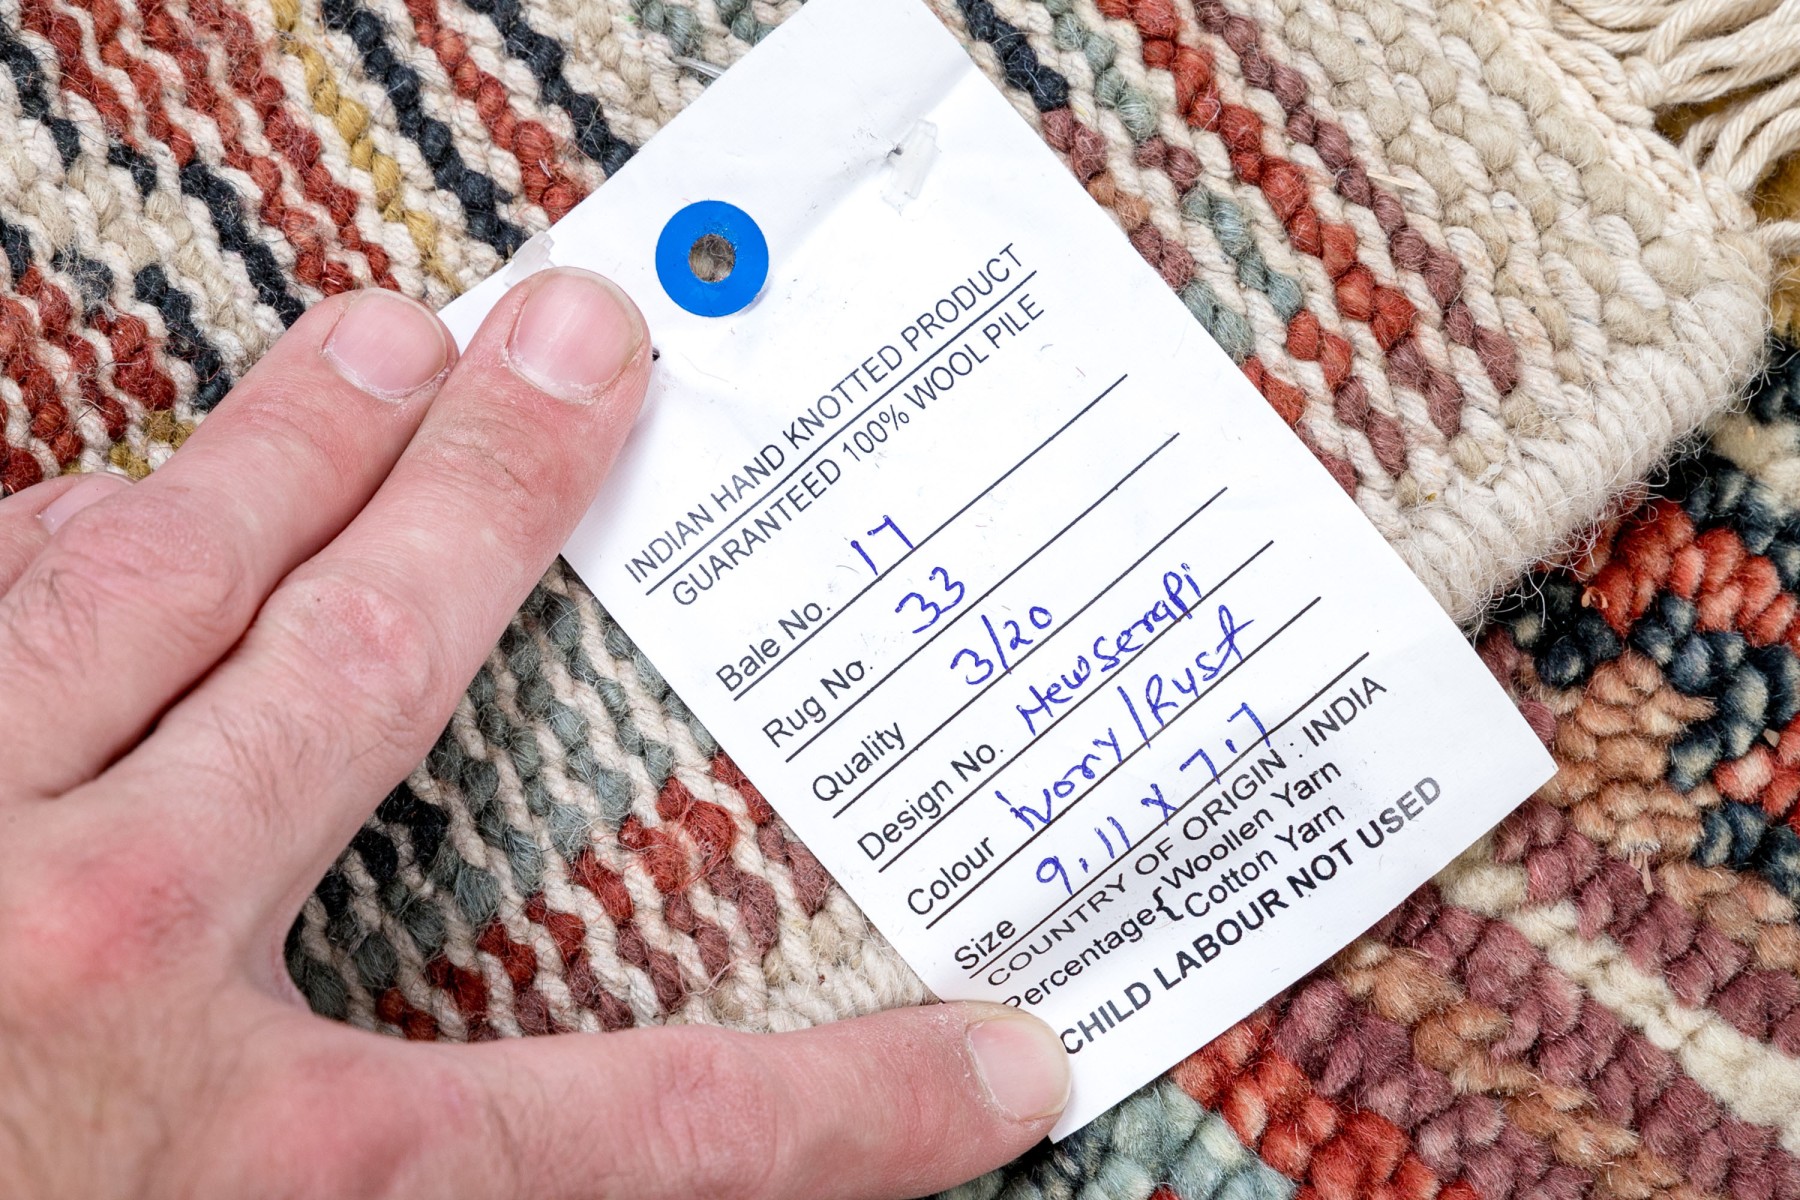 INDIAN HAND KNOTTED PRODUCT
GUARANTEED 100% WOOL PILE
Bale No. 17
Rug No. 33
Quality 3/20
Design No. Newserapi
Colour ivory/Rust
Size 9.11 x 7.7
COUNTRY OF ORIGIN : INDIA
Percentage { Woollen Yarn
Cotton Yarn
CHILD LABOUR NOT USED